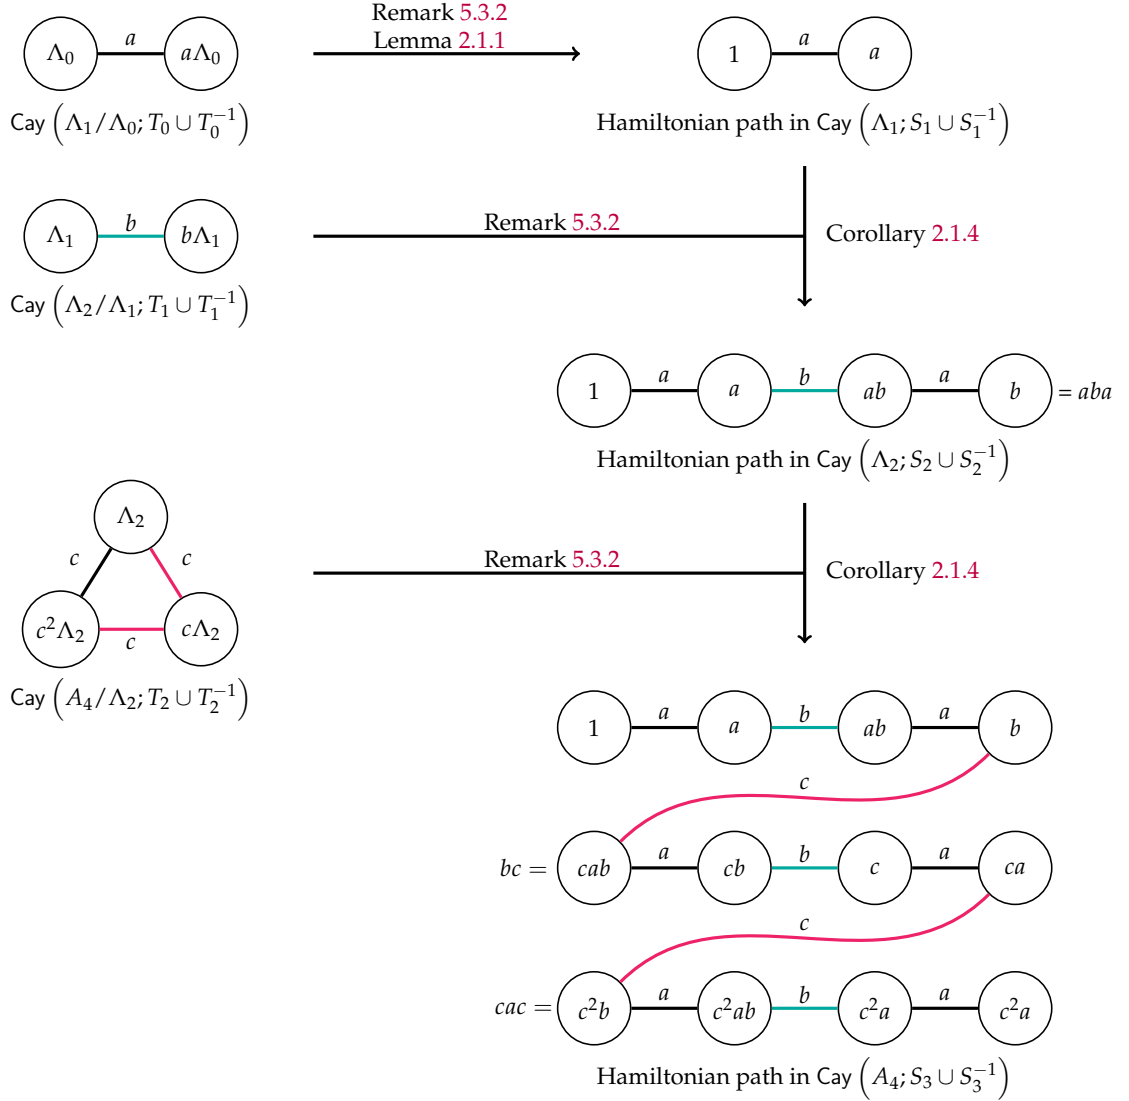 Λ₀ a aΛ₀
Cay (Λ₁/Λ₀; T₀ ∪ T₀⁻¹)
Remark 5.3.2
Lemma 2.1.1
1 a a
Hamiltonian path in Cay (Λ₁; S₁ ∪ S₁⁻¹)
Λ₁ b bΛ₁
Cay (Λ₂/Λ₁; T₁ ∪ T₁⁻¹)
Remark 5.3.2
Corollary 2.1.4
1 a a b ab a b = aba
Hamiltonian path in Cay (Λ₂; S₂ ∪ S₂⁻¹)
Λ₂
c c
c²Λ₂ c cΛ₂
Cay (A₄/Λ₂; T₂ ∪ T₂⁻¹)
Remark 5.3.2
Corollary 2.1.4
1 a a b ab a b
c
bc = cab a cb b c a ca
c
cac = c²b a c²ab b c²a a c²a
Hamiltonian path in Cay (A₄; S₃ ∪ S₃⁻¹)